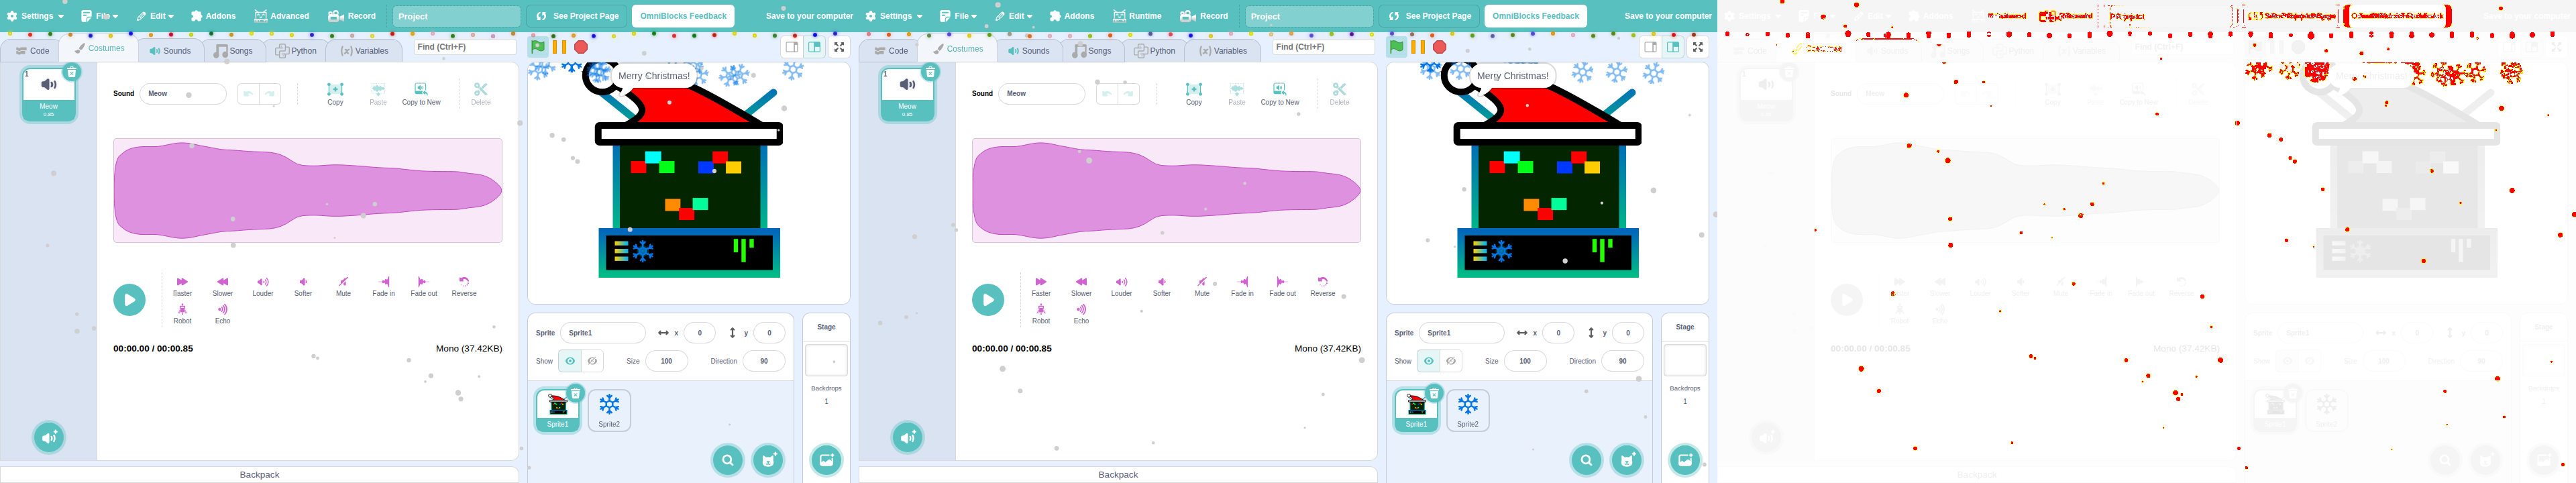 Settings File Edit Addons Advanced Record Project See Project Page OmniBlocks Feedback Save to your computer
Code Costumes Sounds Songs Python (x) Variables Find (Ctrl+F)
1
Meow
0.85
Sound Meow Copy Paste Copy to New Delete
Faster Slower Louder Softer Mute Fade in Fade out Reverse
Robot Echo
00:00.00 / 00:00.85 Mono (37.42KB)
Backpack
Merry Christmas!
Sprite Sprite1 x 0 y 0
Show Size 100 Direction 90
Sprite1 Sprite2
Stage
Backdrops
1
Settings File Edit Addons Runtime Record Project See Project Page OmniBlocks Feedback Save to your computer
Code Costumes Sounds Songs Python (x) Variables Find (Ctrl+F)
1
Meow
0.85
Sound Meow Copy Paste Copy to New Delete
Faster Slower Louder Softer Mute Fade in Fade out Reverse
Robot Echo
00:00.00 / 00:00.85 Mono (37.42KB)
Backpack
Merry Christmas!
Sprite Sprite1 x 0 y 0
Show Size 100 Direction 90
Sprite1 Sprite2
Stage
Backdrops
1